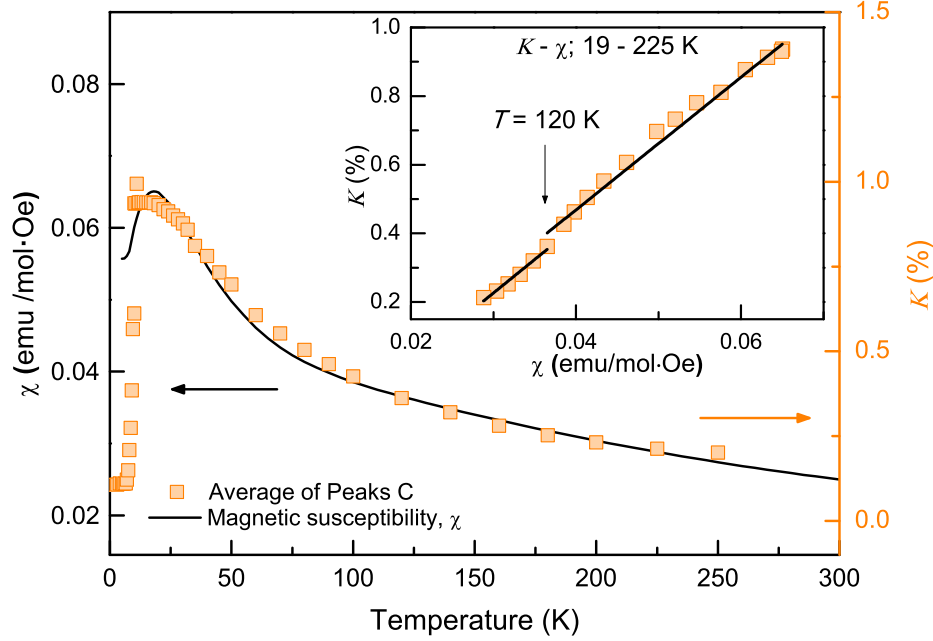 1.5
1.0
0.5
0.0
K (%)
0.08
0.06
0.04
0.02
χ (emu /mol·Oe)
0
50
100
150
200
250
300
Temperature (K)
Average of Peaks C
Magnetic susceptibility, χ
K - χ; 19 - 225 K
T = 120 K
1.0
0.8
0.6
0.4
0.2
K (%)
0.02
0.04
0.06
χ (emu/mol·Oe)